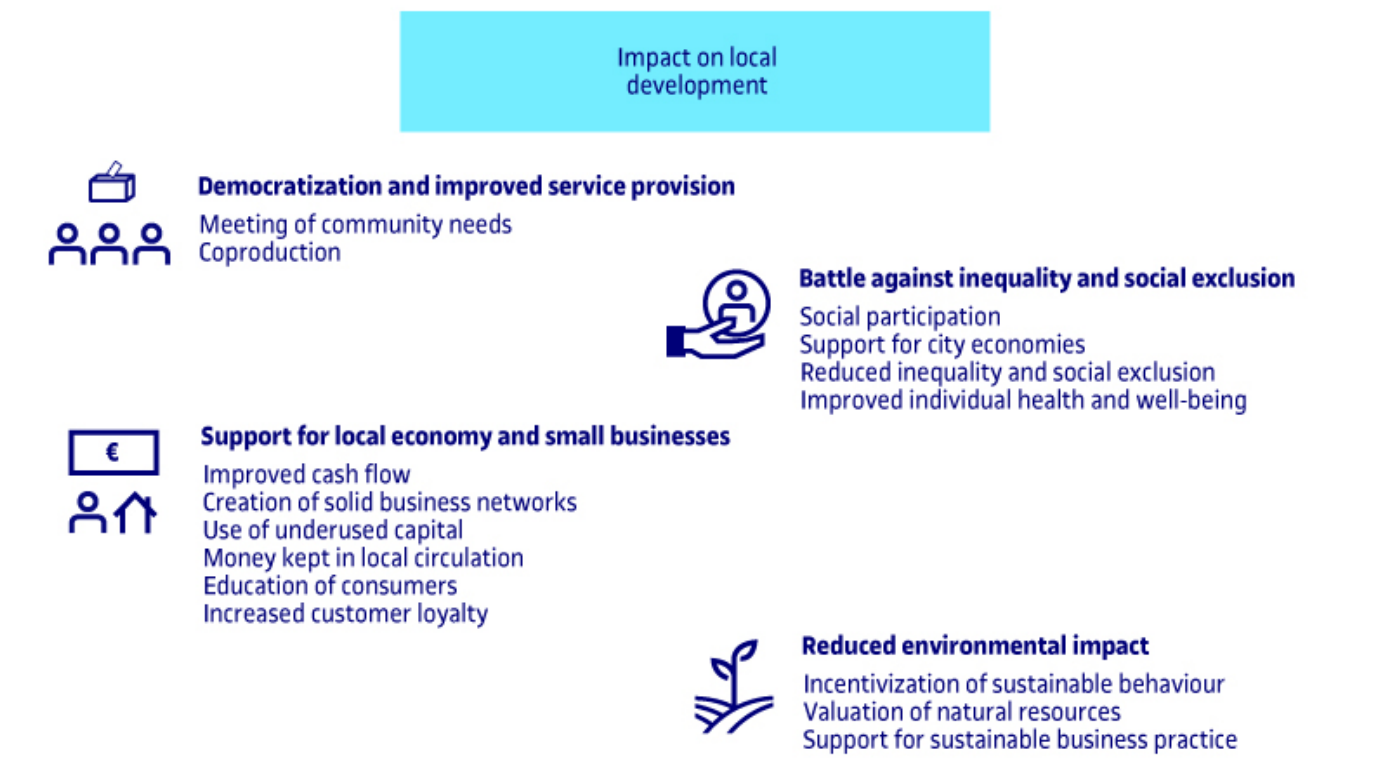 Impact on local
development
Democratization and improved service provision
Meeting of community needs
Coproduction
Battle against inequality and social exclusion
Social participation
Support for city economies
Reduced inequality and social exclusion
Improved individual health and well-being
€
Support for local economy and small businesses
Improved cash flow
Creation of solid business networks
Use of underused capital
Money kept in local circulation
Education of consumers
Increased customer loyalty
Reduced environmental impact
Incentivization of sustainable behaviour
Valuation of natural resources
Support for sustainable business practice